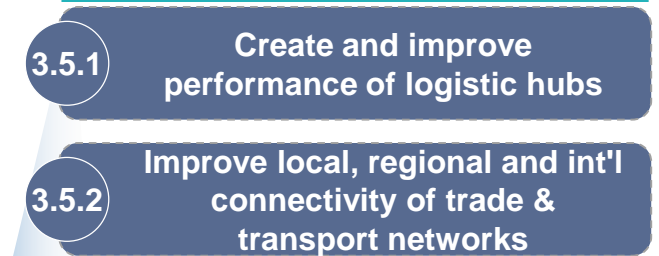 3.5.1
Create and improve
performance of logistic hubs
3.5.2
Improve local, regional and int'l
connectivity of trade &
transport networks